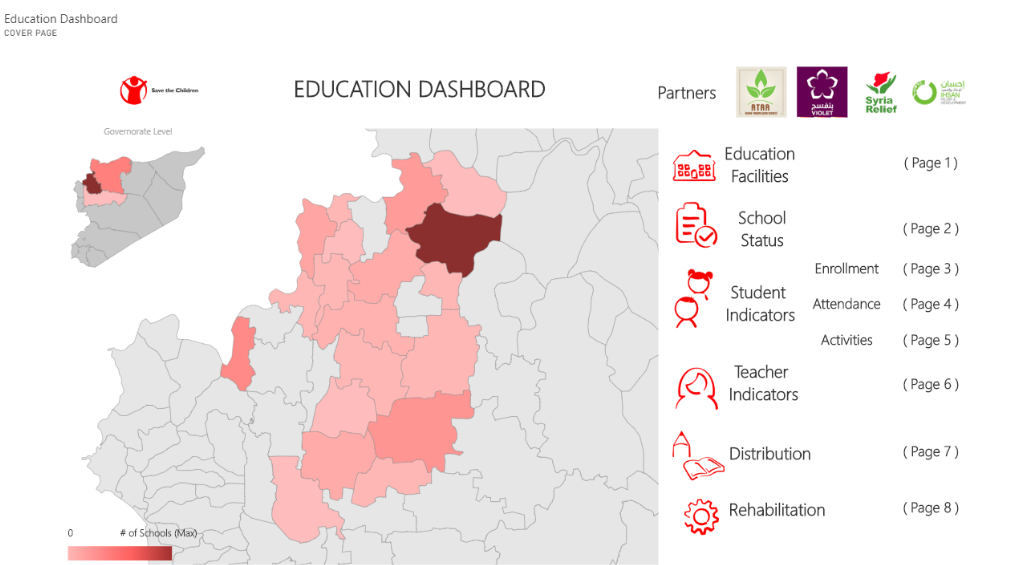 Education Dashboard
COVER PAGE
Save the Children
EDUCATION DASHBOARD
Partners
ATAA
بنفسج
VIOLET
Syria
Relief
إحسان
IHSAN
Governorate Level
Education
Facilities
( Page 1 )
School
Status
( Page 2 )
Student
Indicators
Enrollment
( Page 3 )
Attendance
( Page 4 )
Activities
( Page 5 )
Teacher
Indicators
( Page 6 )
Distribution
( Page 7 )
Rehabilitation
( Page 8 )
0
# of Schools (Max)